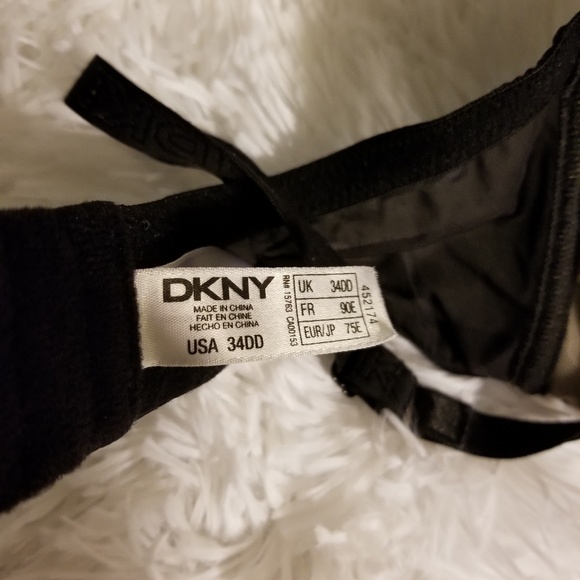 DKNY
MADE IN CHINA
FAIT EN CHINE
HECHO EN CHINA
USA 34DD
RN# 15763 CA00153
UK 34DD
FR 90E
EUR/JP 75E
452174